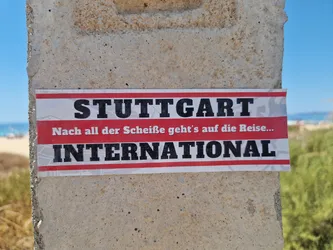 STUTTGART
Nach all der Scheiße geht's auf die Reise...
INTERNATIONAL